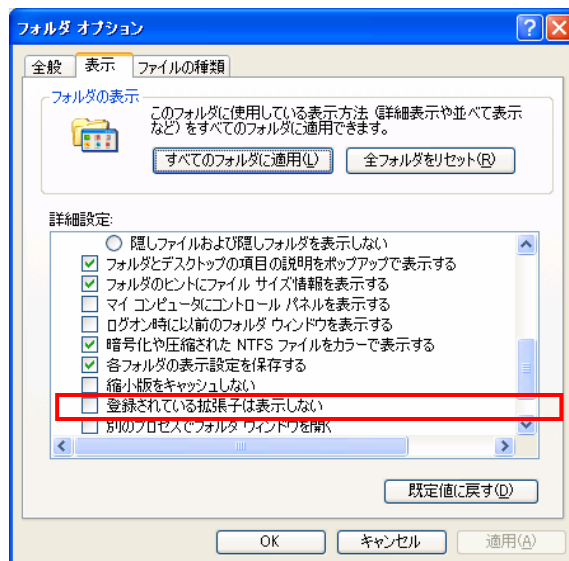 フォルダ オプション
全般
表示
ファイルの種類
フォルダの表示
このフォルダに使用している表示方法 (詳細表示や並べて表示
など) をすべてのフォルダに適用できます。
すべてのフォルダに適用(L)
全フォルダをリセット(R)
詳細設定:
隠しファイルおよび隠しフォルダを表示しない
フォルダとデスクトップの項目の説明をポップアップで表示する
フォルダのヒントにファイル サイズ情報を表示する
マイ コンピュータにコントロール パネルを表示する
ログオン時に以前のフォルダ ウィンドウを表示する
暗号化や圧縮された NTFS ファイルをカラーで表示する
各フォルダの表示設定を保存する
縮小版をキャッシュしない
登録されている拡張子は表示しない
別のプロセスでフォルダ ウィンドウを開く
既定値に戻す(D)
OK
キャンセル
適用(A)